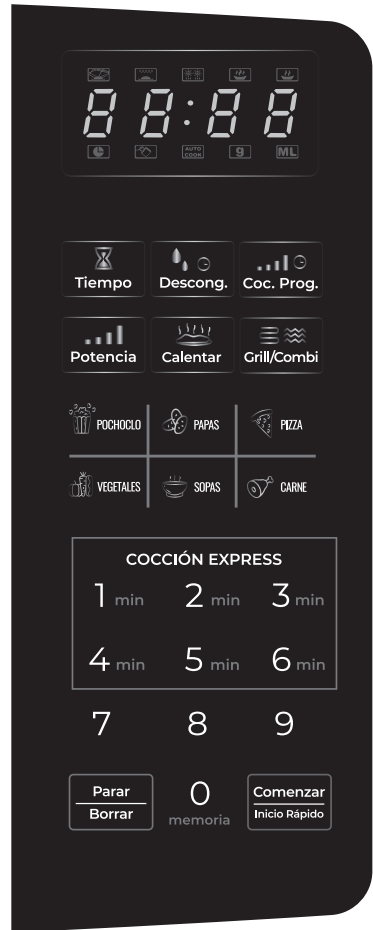 88:88
AUTO COOK 9 ML
Tiempo Descong. Coc. Prog.
Potencia Calentar Grill/Combi
POCHOCLO PAPAS PIZZA
VEGETALES SOPAS CARNE
COCCIÓN EXPRESS
1 min 2 min 3 min
4 min 5 min 6 min
7 8 9
Parar
Borrar
0
memoria
Comenzar
Inicio Rápido